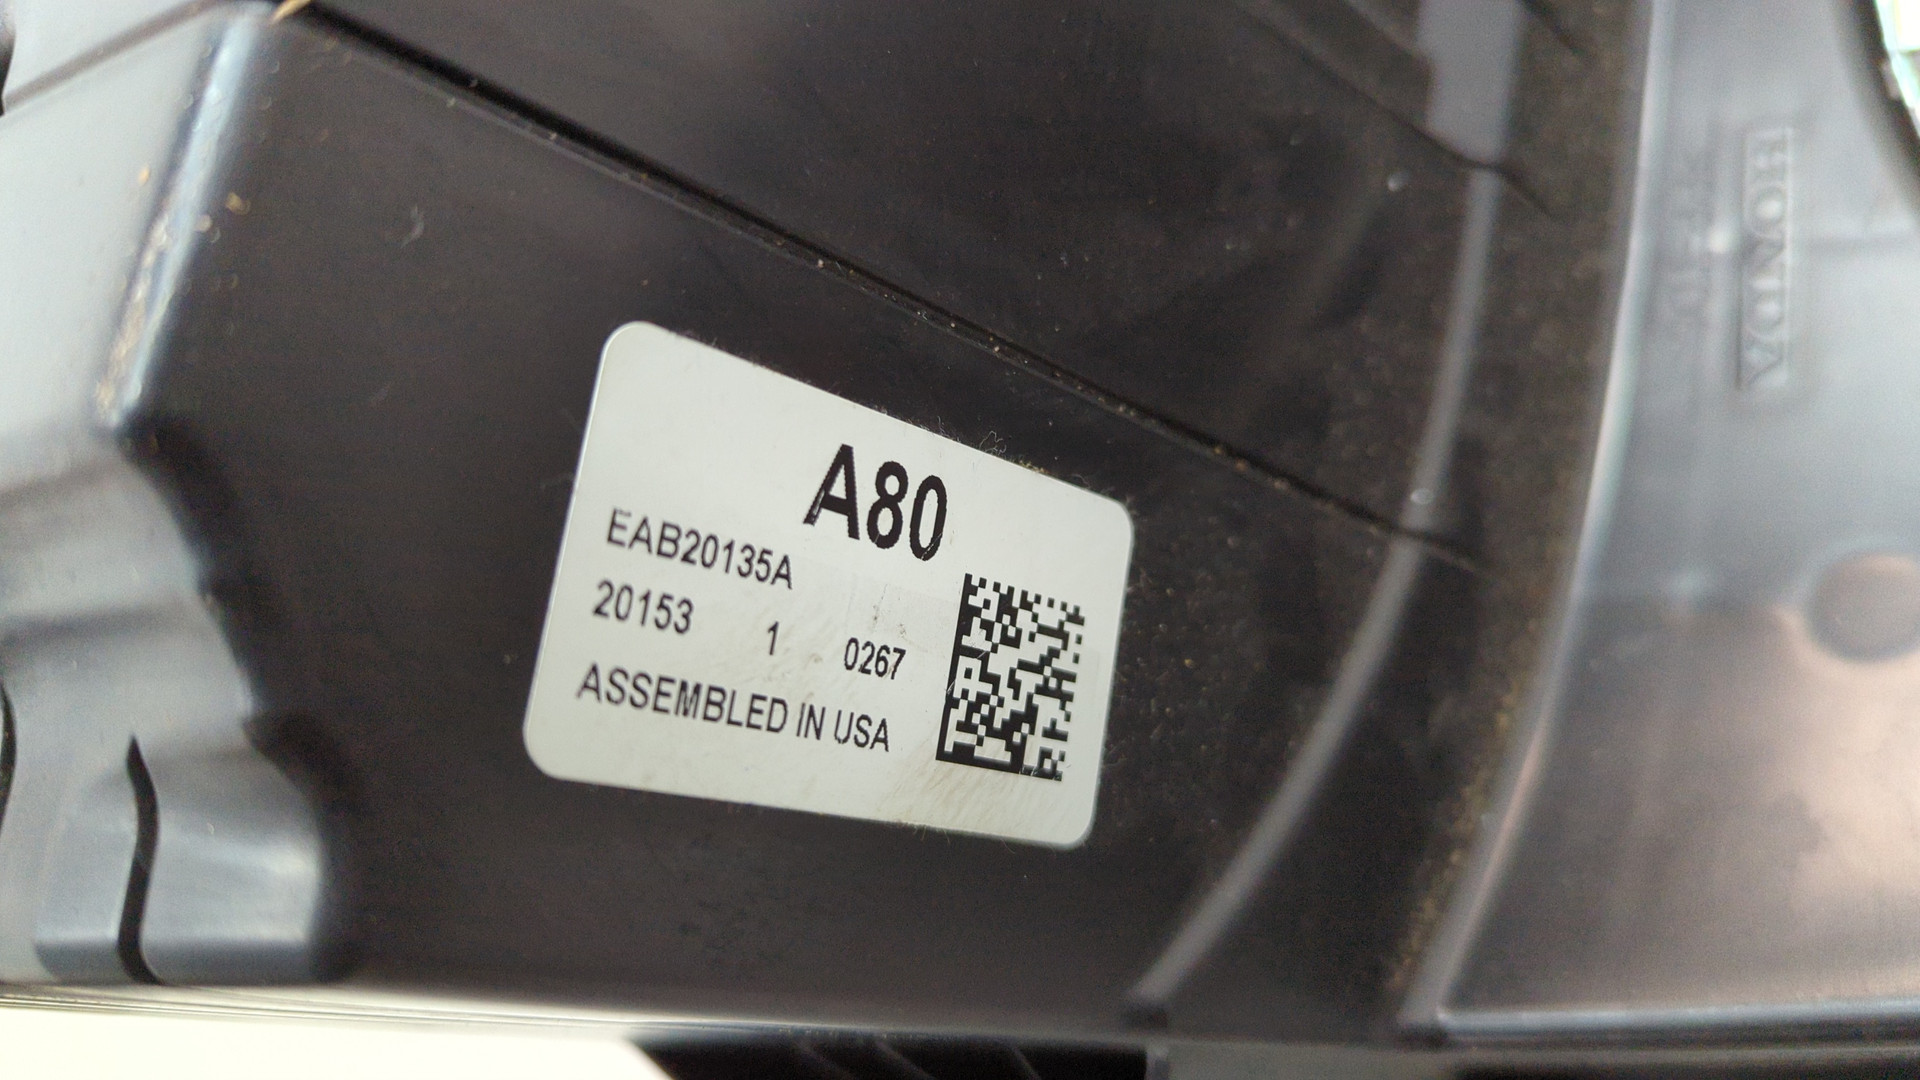 A80
EAB20135A
20153 1 0267
ASSEMBLED IN USA
HONDA